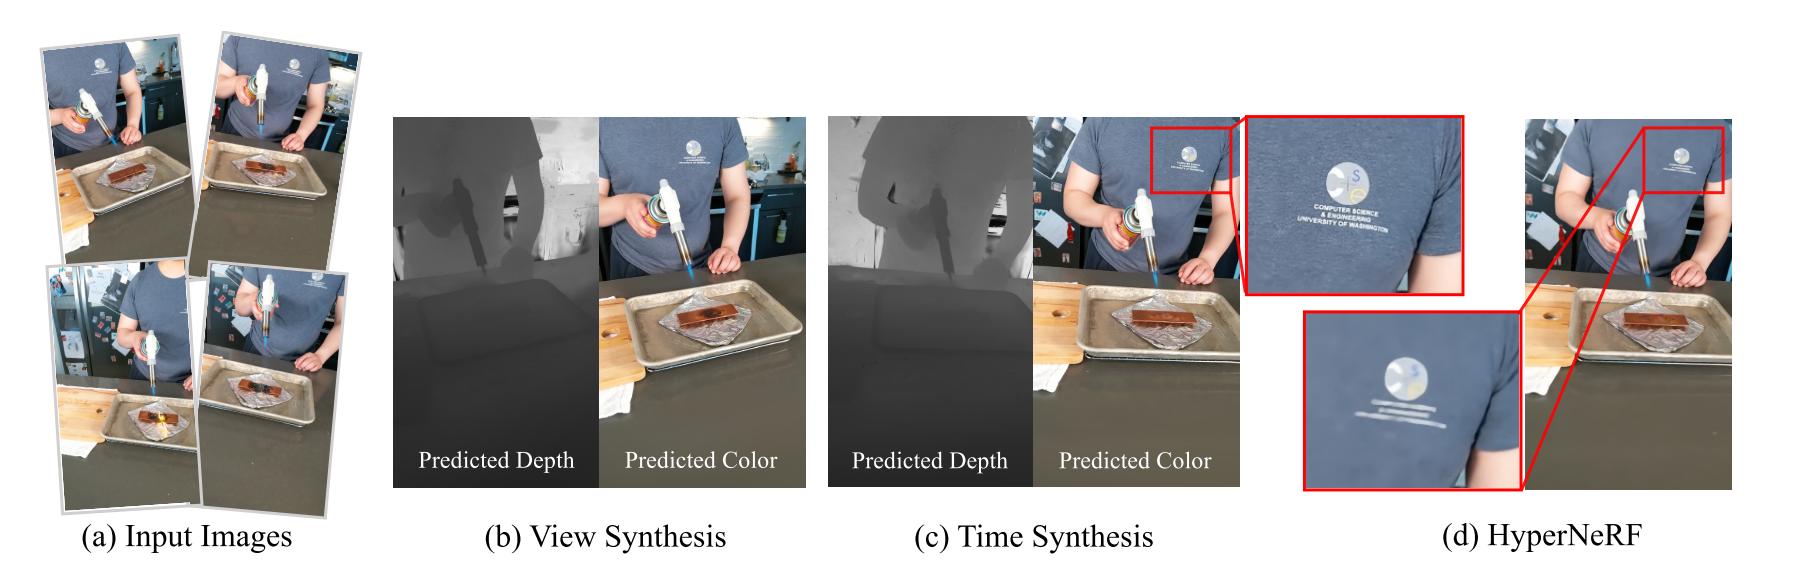 COMPUTER SCIENCE
& ENGINEERING
UNIVERSITY OF WASHINGTON
Predicted Depth
Predicted Color
Predicted Depth
Predicted Color
(a) Input Images
(b) View Synthesis
(c) Time Synthesis
(d) HyperNeRF